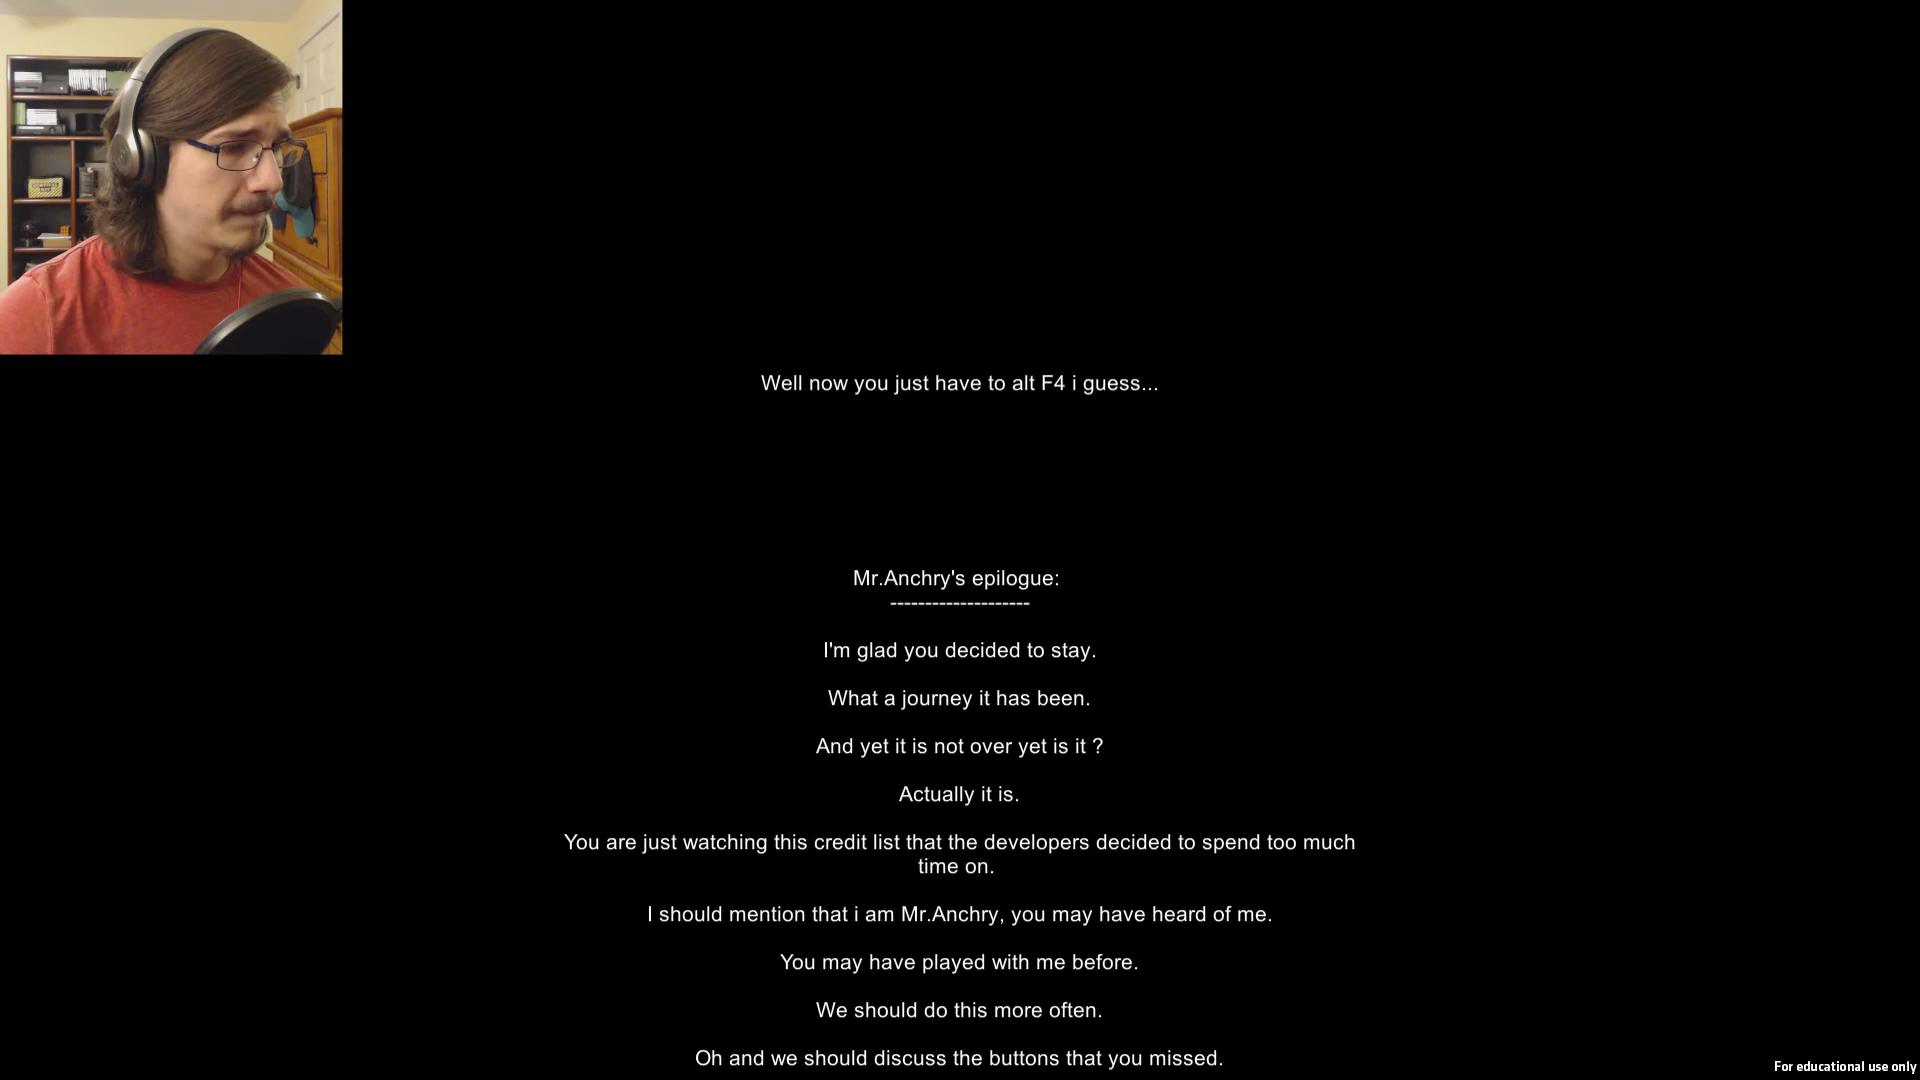 Well now you just have to alt F4 i guess...
Mr.Anchry's epilogue:
--------------------
I'm glad you decided to stay.
What a journey it has been.
And yet it is not over yet is it ?
Actually it is.
You are just watching this credit list that the developers decided to spend too much
time on.
I should mention that i am Mr.Anchry, you may have heard of me.
You may have played with me before.
We should do this more often.
Oh and we should discuss the buttons that you missed.
For educational use only